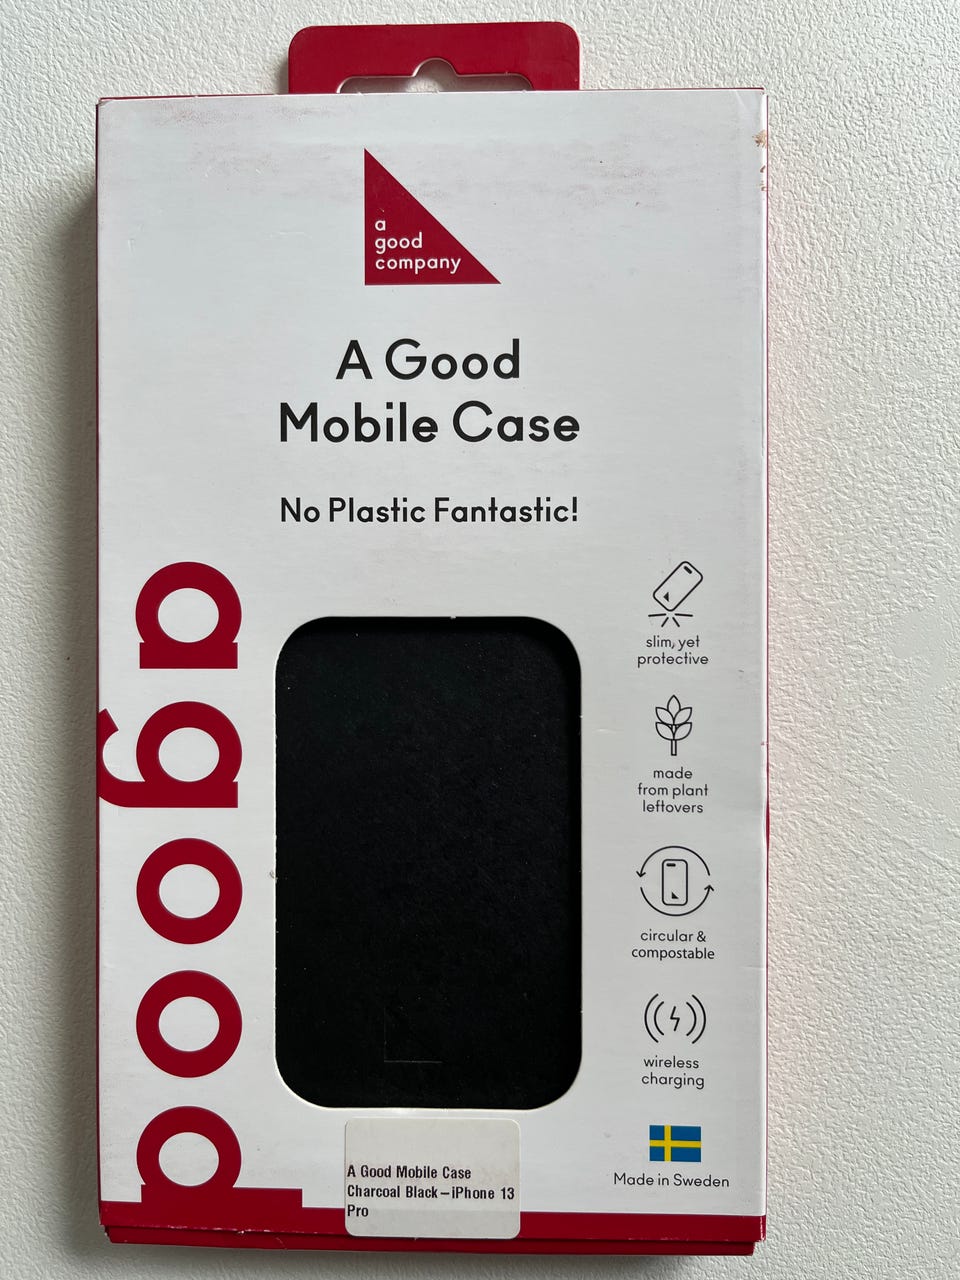 a
good
company
A Good
Mobile Case
No Plastic Fantastic!
agood
slim, yet
protective
made
from plant
leftovers
circular &
compostable
wireless
charging
Made in Sweden
A Good Mobile Case
Charcoal Black–iPhone 13
Pro